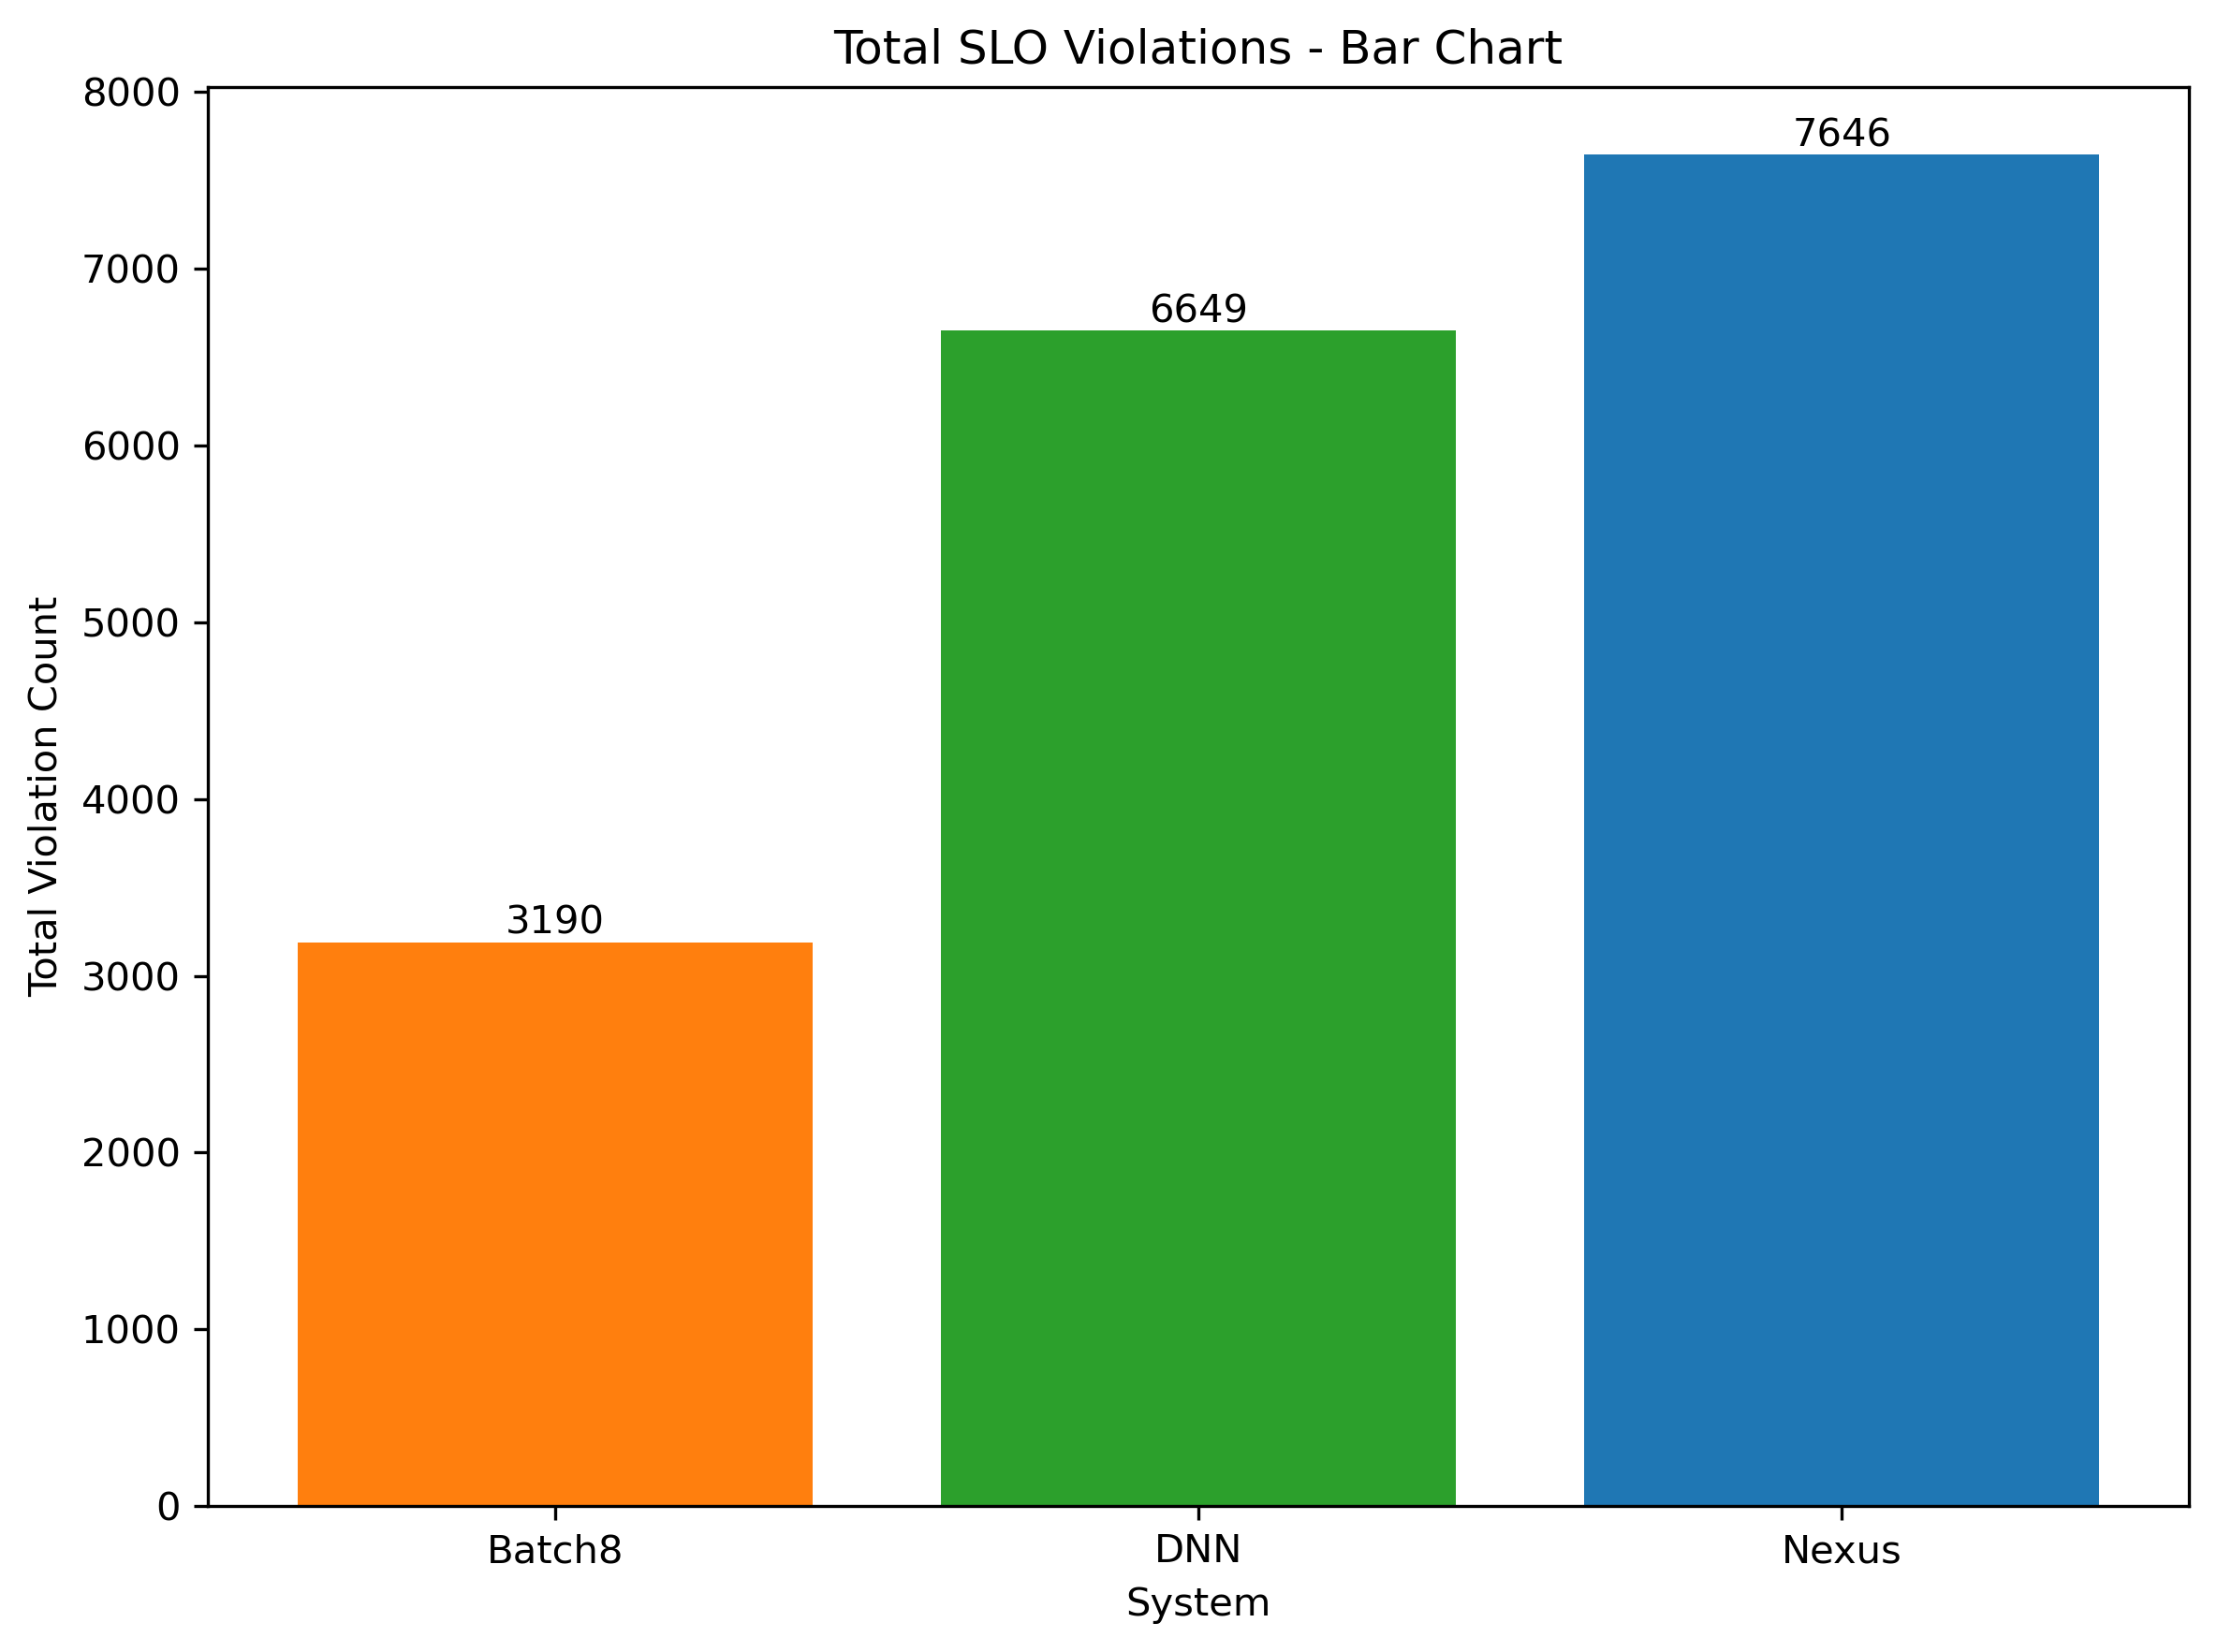 Total SLO Violations - Bar Chart
8000
7000
6000
5000
4000
3000
2000
1000
0
Total Violation Count
3190
6649
7646
Batch8
DNN
Nexus
System